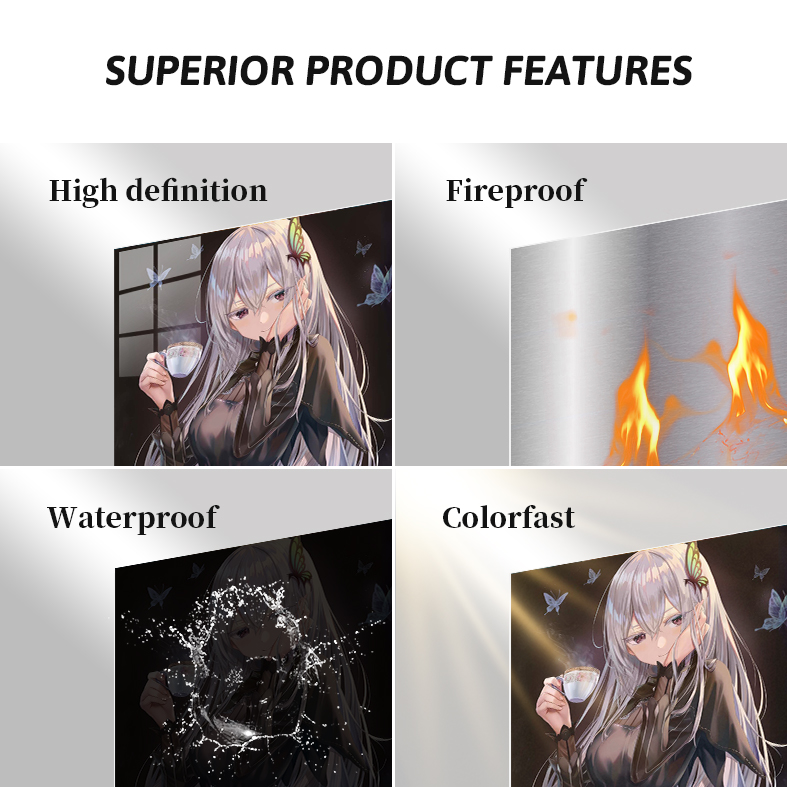 SUPERIOR PRODUCT FEATURES
High definition
Fireproof
Waterproof
Colorfast